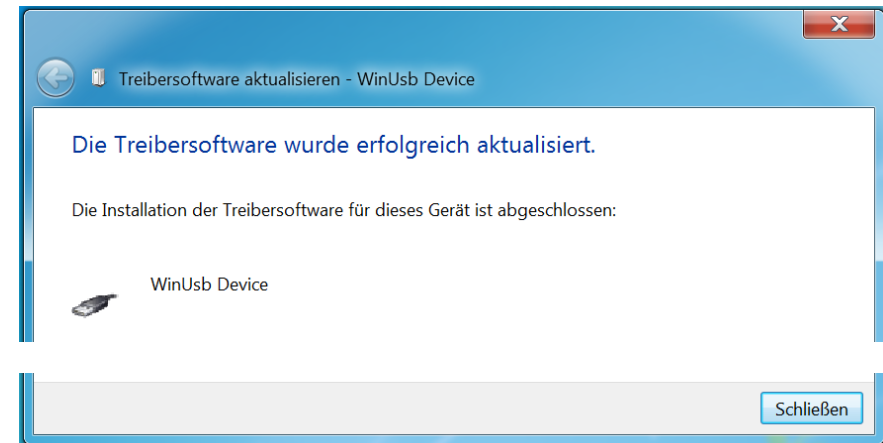 Treibersoftware aktualisieren - WinUsb Device
Die Treibersoftware wurde erfolgreich aktualisiert.
Die Installation der Treibersoftware für dieses Gerät ist abgeschlossen:
WinUsb Device
Schließen